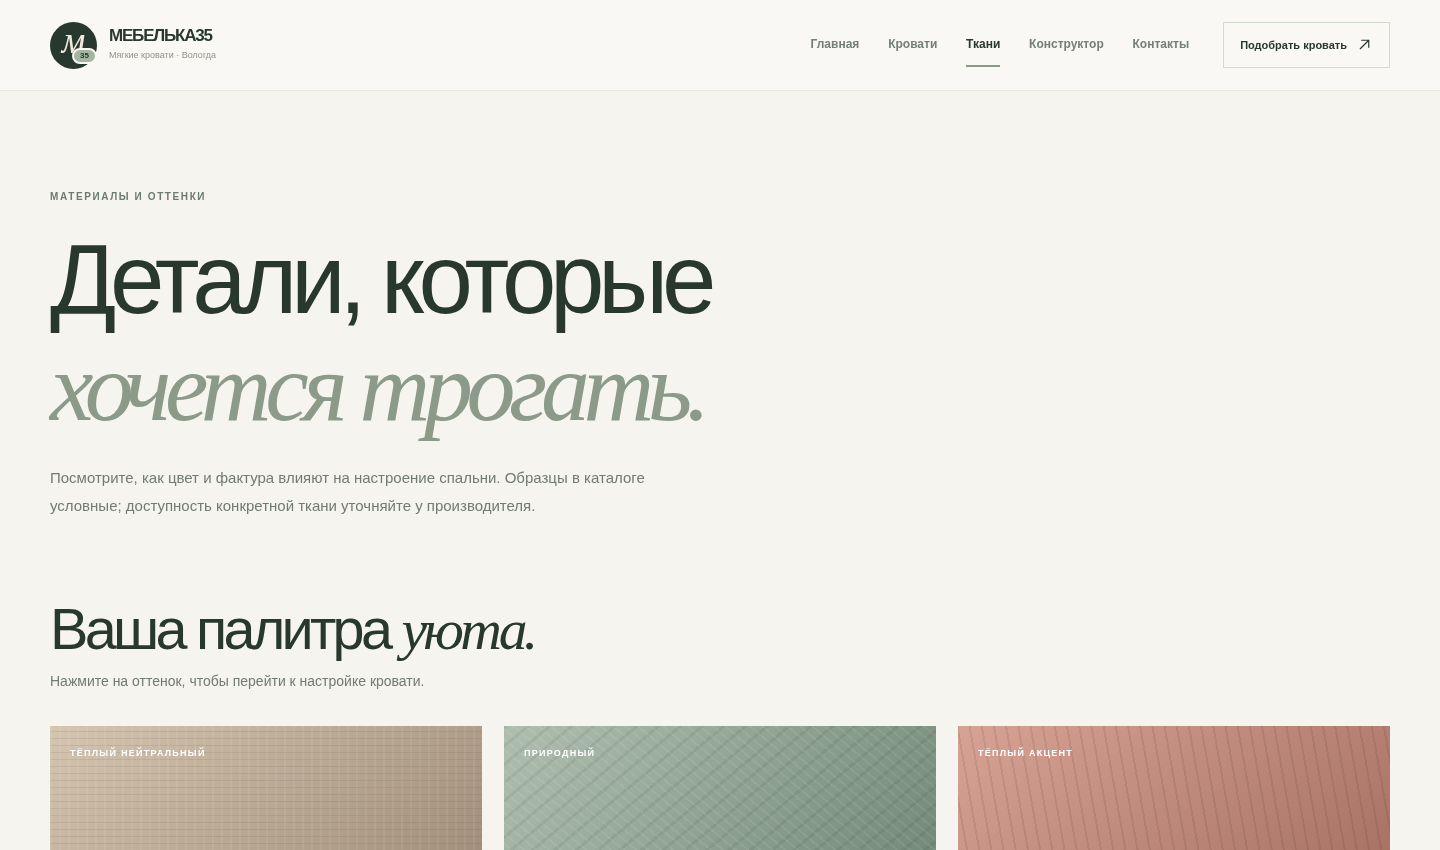 М
35
МЕБЕЛЬКА35
Мягкие кровати · Вологда
Главная
Кровати
Ткани
Конструктор
Контакты
Подобрать кровать
МАТЕРИАЛЫ И ОТТЕНКИ
Детали, которые
хочется трогать.
Посмотрите, как цвет и фактура влияют на настроение спальни. Образцы в каталоге
условные; доступность конкретной ткани уточняйте у производителя.
Ваша палитра уюта.
Нажмите на оттенок, чтобы перейти к настройке кровати.
ТЁПЛЫЙ НЕЙТРАЛЬНЫЙ
ПРИРОДНЫЙ
ТЁПЛЫЙ АКЦЕНТ